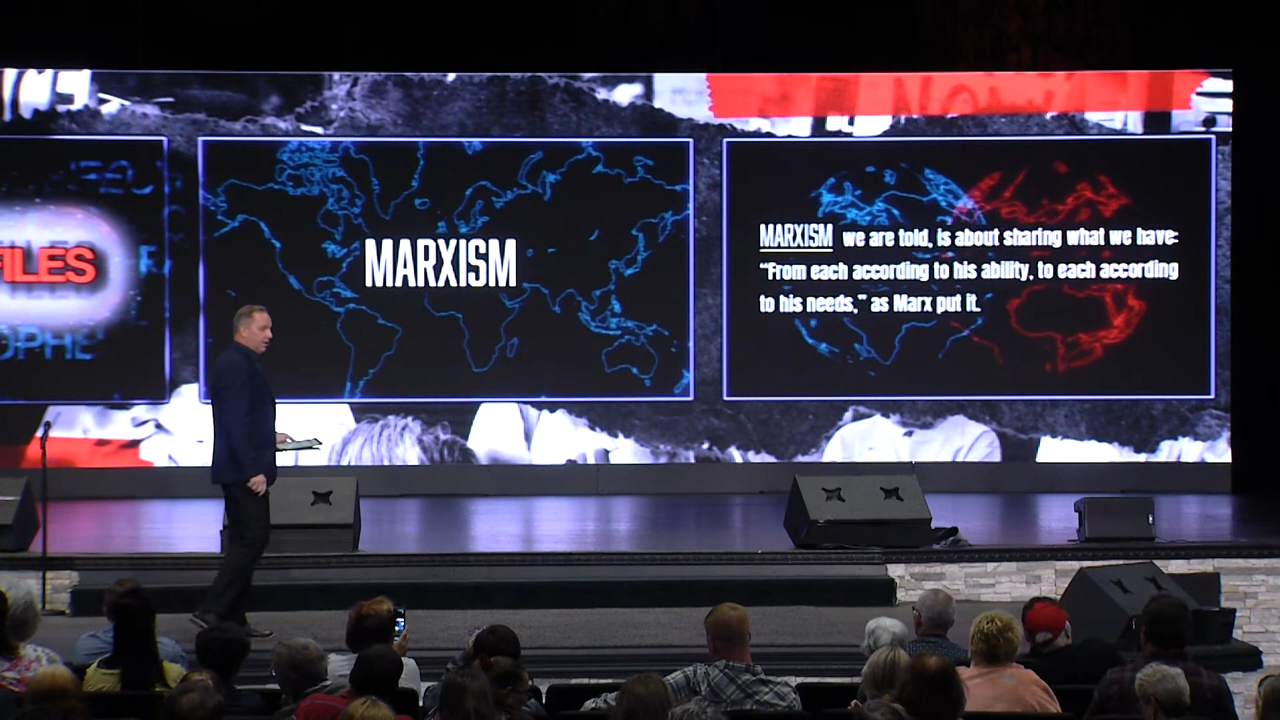 NOW
FILES
MARXISM
MARXISM we are told, is about sharing what we have:
“From each according to his ability, to each according
to his needs,” as Marx put it.